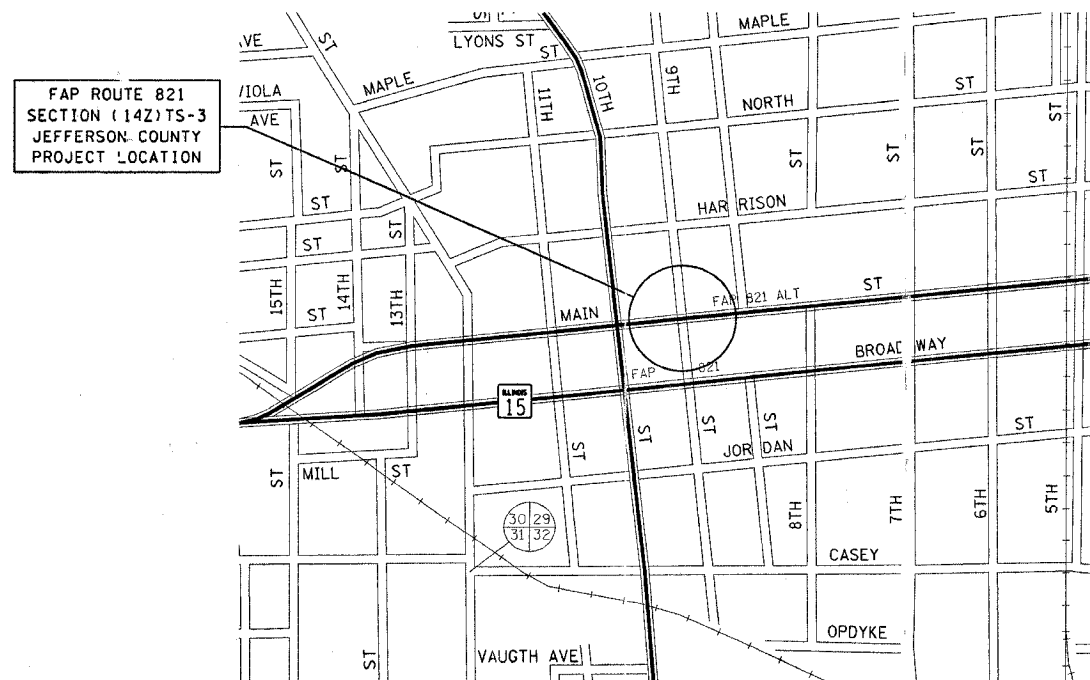 FAP ROUTE 821
SECTION (14Z)TS-3
JEFFERSON COUNTY
PROJECT LOCATION
AVE
ST
LYONS ST
ST
MAPLE
MAPLE
VIOLA
AVE
11TH
10TH
9TH
NORTH
ST
ST
ST
ST
ST
ST
ST
ST
ST
HARRISON
ST
ST
ST
15TH
14TH
13TH
ST
MAIN
FAP 821 ALT
ST
FAP 821
BROADWAY
ILLINOIS
15
ST
ST
ST
ST
JORDAN
ST
ST
MILL
ST
30 29
31 32
8TH
7TH
6TH
5TH
CASEY
OPDYKE
VAUGTH AVE
ST